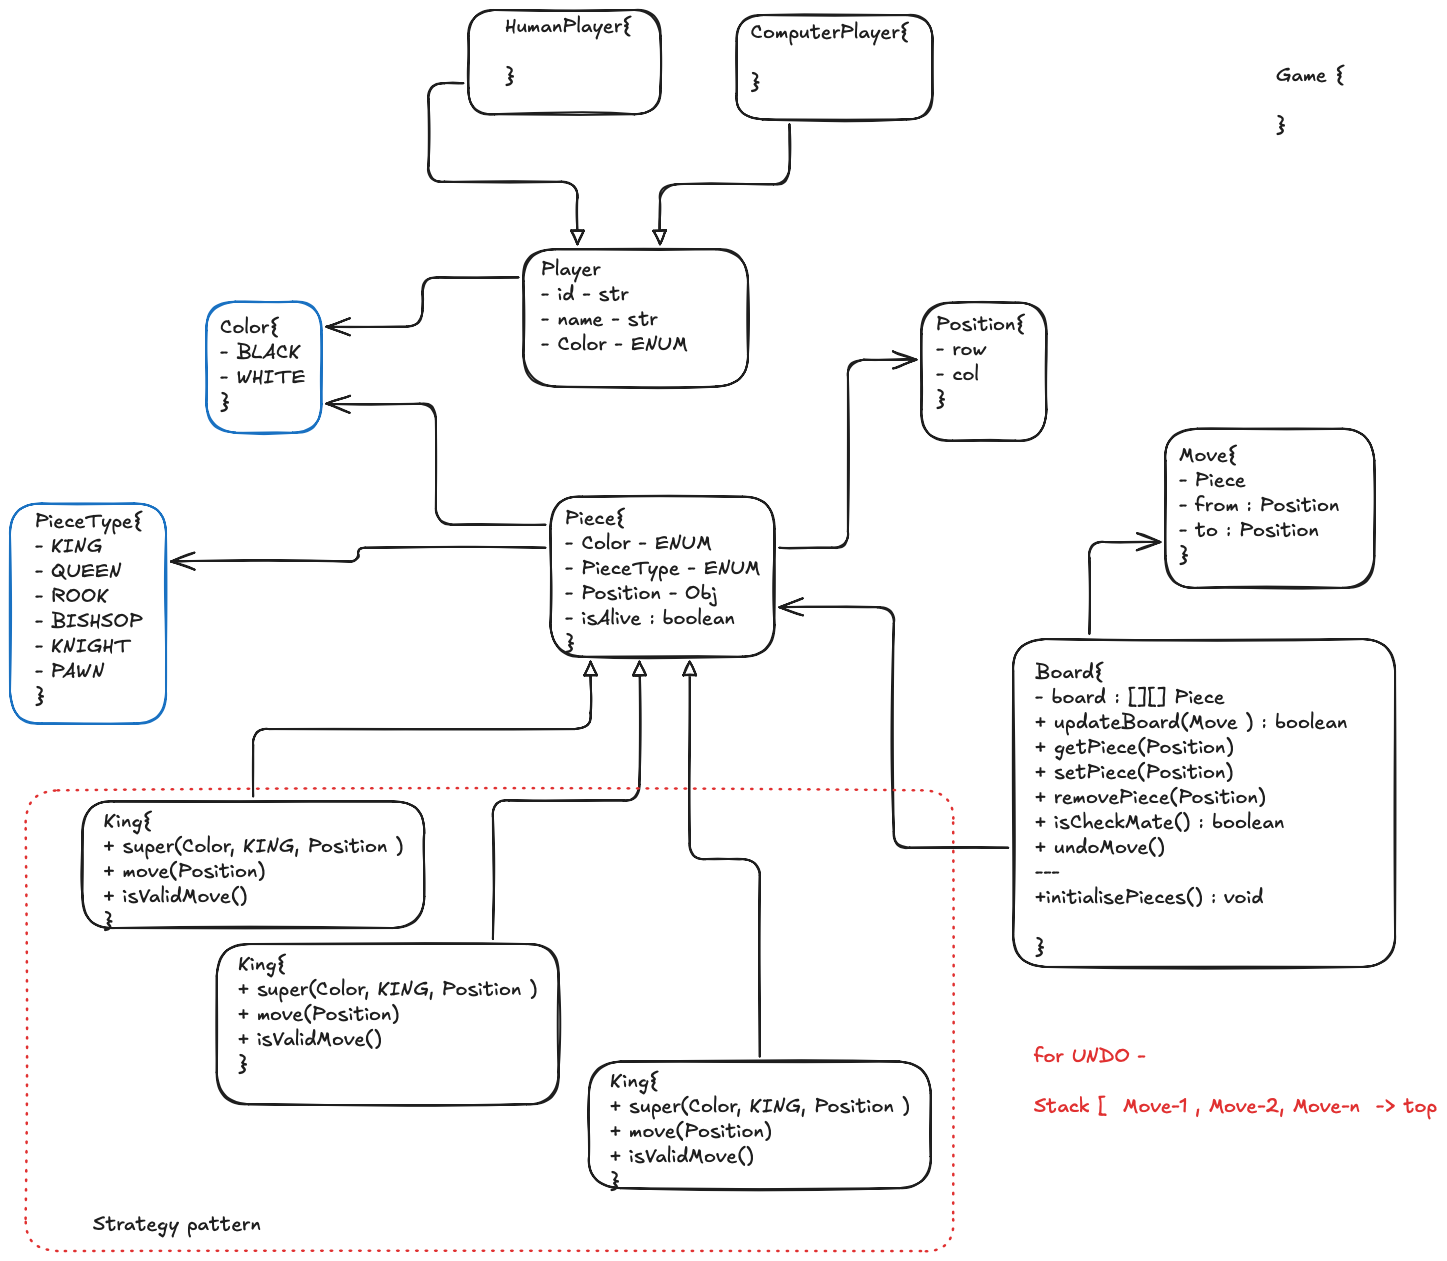 HumanPlayer{
}
ComputerPlayer{
}
Game {
}
Player
- id - str
- name - str
- Color - ENUM
Color{
- BLACK
- WHITE
}
Position{
- row
- col
}
Move{
- Piece
- from : Position
- to : Position
}
PieceType{
- KING
- QUEEN
- ROOK
- BISHSOP
- KNIGHT
- PAWN
}
Piece{
- Color - ENUM
- PieceType - ENUM
- Position - Obj
- isAlive : boolean
}
Board{
- board : [][] Piece
+ updateBoard(Move ) : boolean
+ getPiece(Position)
+ setPiece(Position)
+ removePiece(Position)
+ isCheckMate() : boolean
+ undoMove()
---
+initialisePieces() : void
}
King{
+ super(Color, KING, Position )
+ move(Position)
+ isValidMove()
}
King{
+ super(Color, KING, Position )
+ move(Position)
+ isValidMove()
}
King{
+ super(Color, KING, Position )
+ move(Position)
+ isValidMove()
}
Strategy pattern
for UNDO -
Stack [ Move-1 , Move-2, Move-n -> top